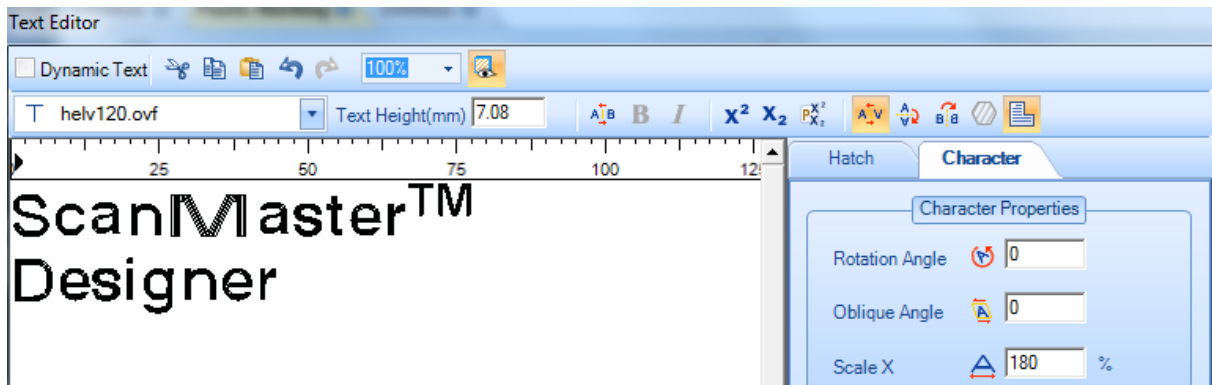 Text Editor
Dynamic Text 100%
helv120.ovf Text Height(mm) 7.08 B I X² X₂
25 50 75 100
Hatch Character
ScanMaster™
Designer
Character Properties
Rotation Angle 0
Oblique Angle 0
Scale X 180 %